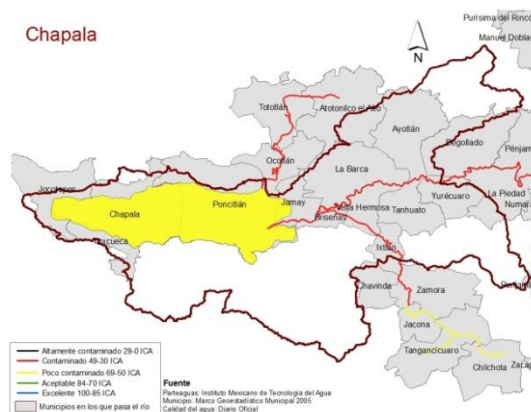 Chapala
N
Purísima del Rincón
Manuel Doblado
Tototlán
Atotonilco el Alto
Ayotlán
Degollado
Pénjamo
Ocotlán
La Barca
Jocotepec
La Piedad
Yurécuaro
Numarán
Chapala
Poncitlán
Jamay
Vista Hermosa
Tanhuato
Briseñas
Ixtlán
Chavinda
Zamora
Jacona
Tangancícuaro
Chilchota
Altamente contaminado 29-0 ICA
Contaminado 49-30 ICA
Poco contaminado 69-50 ICA
Aceptable 84-70 ICA
Excelente 100-85 ICA
Municipios en los que pasa el río
Fuente
Parteaguas: Instituto Mexicano de Tecnología del Agua
Municipio: Marco Geoestadístico Municipal 2005
Calidad del agua: Diario Oficial